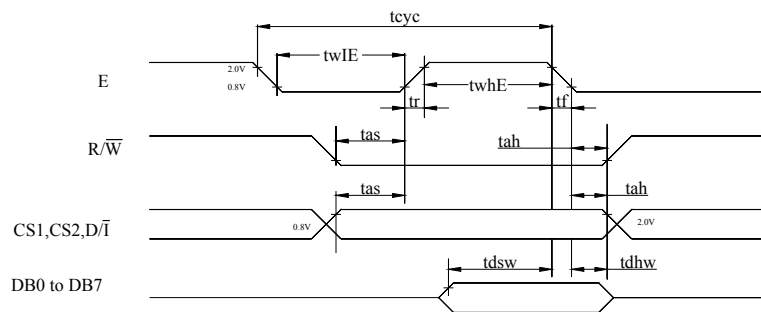 tcyc
twIE
2.0V
E
twhE
0.8V
tr
tf
tas
R/W̅
tah
tas
tah
CS1,CS2,D/I̅
0.8V
2.0V
tdsw
tdhw
DB0 to DB7